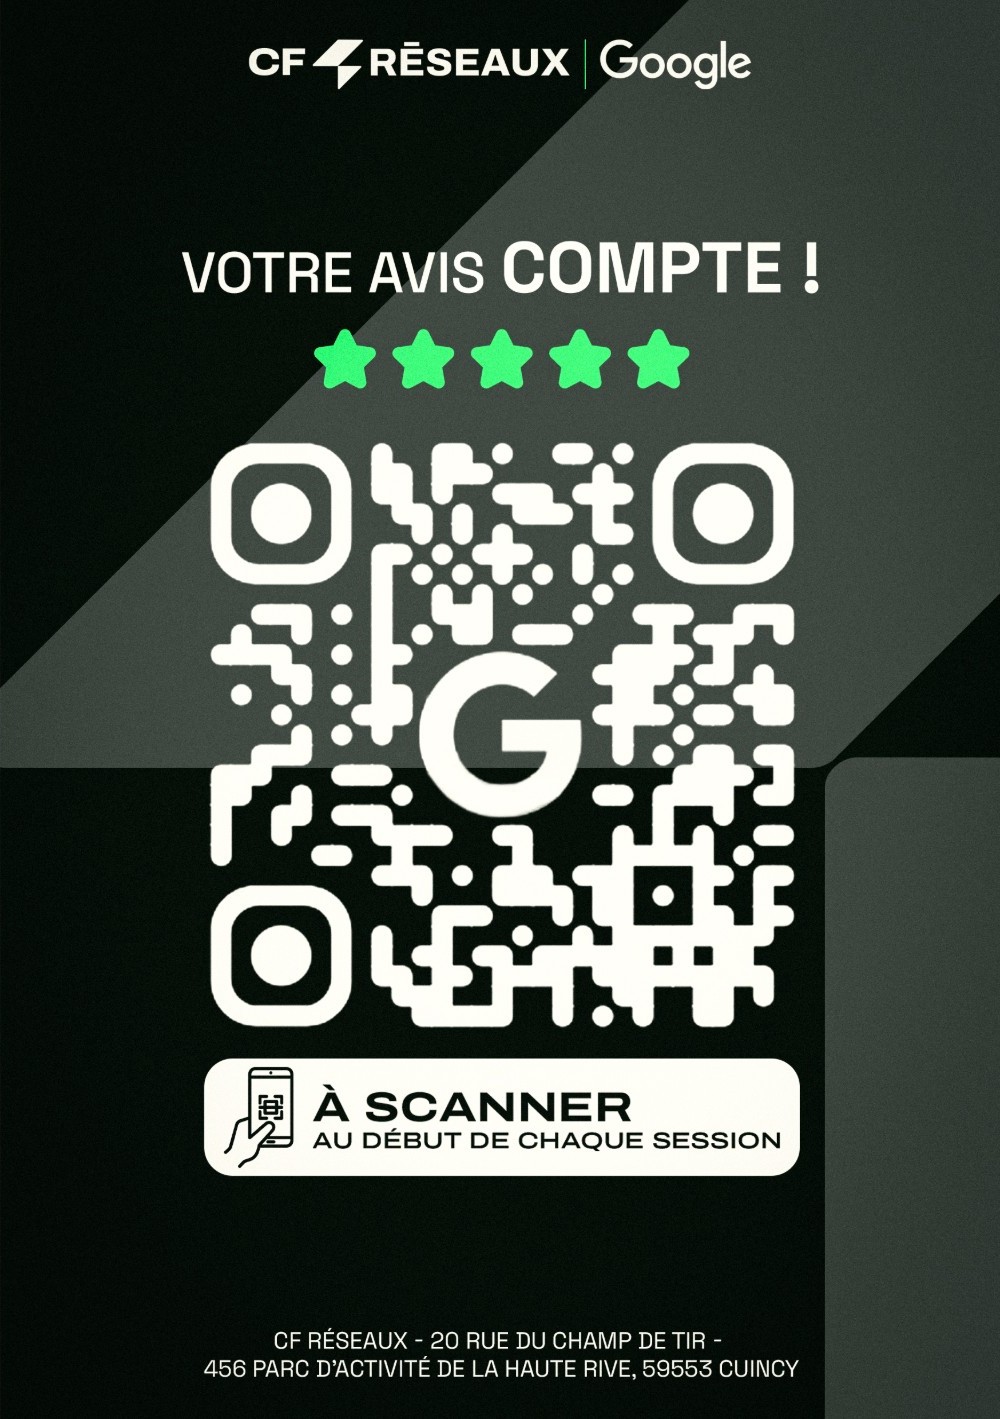 CF RÉSEAUX | Google
VOTRE AVIS COMPTE !
G
À SCANNER
AU DÉBUT DE CHAQUE SESSION
CF RÉSEAUX - 20 RUE DU CHAMP DE TIR -
456 PARC D'ACTIVITÉ DE LA HAUTE RIVE, 59553 CUINCY